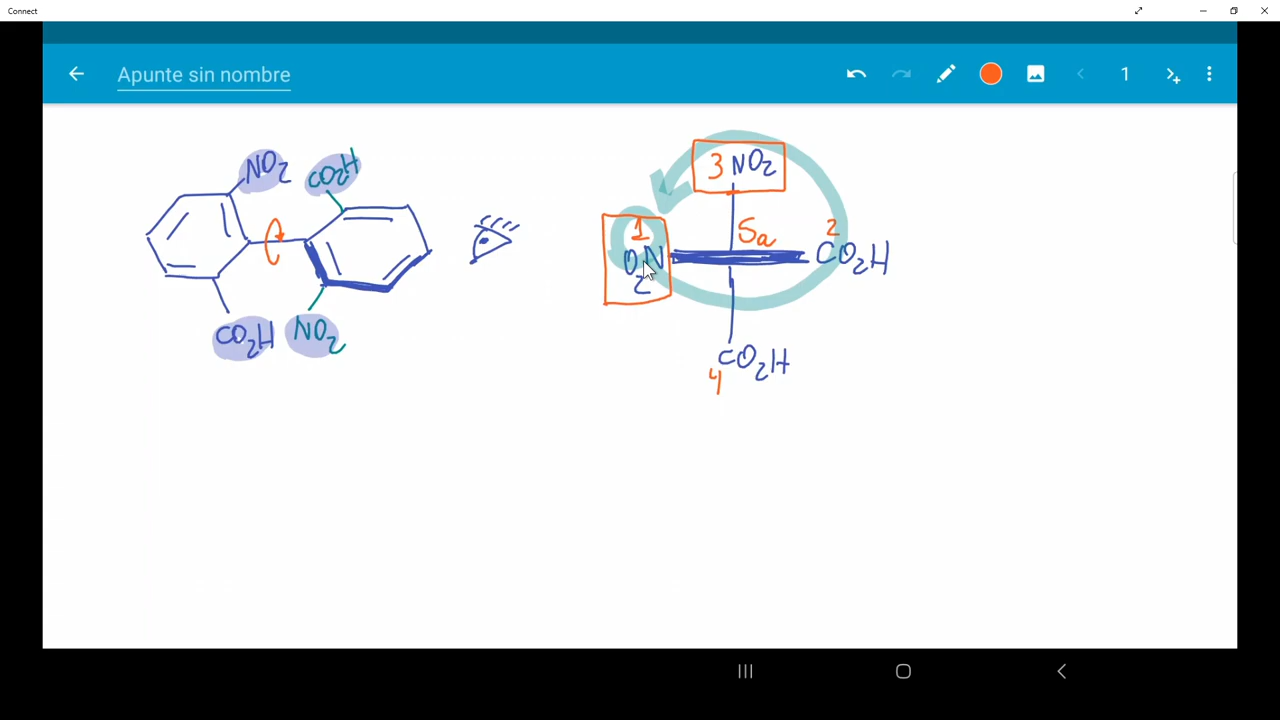 Connect
Apunte sin nombre
1
NO2
CO2H
CO2H
NO2
3 NO2
1
O2N
Sa
2
CO2H
4
CO2H